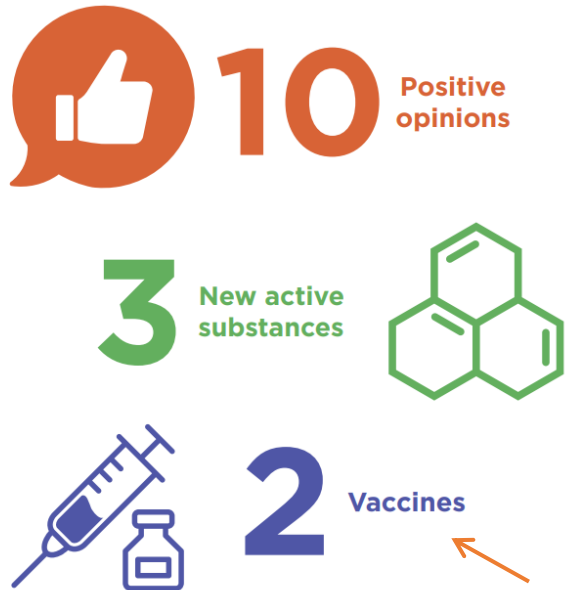 10
Positive
opinions
3
New active
substances
2
Vaccines